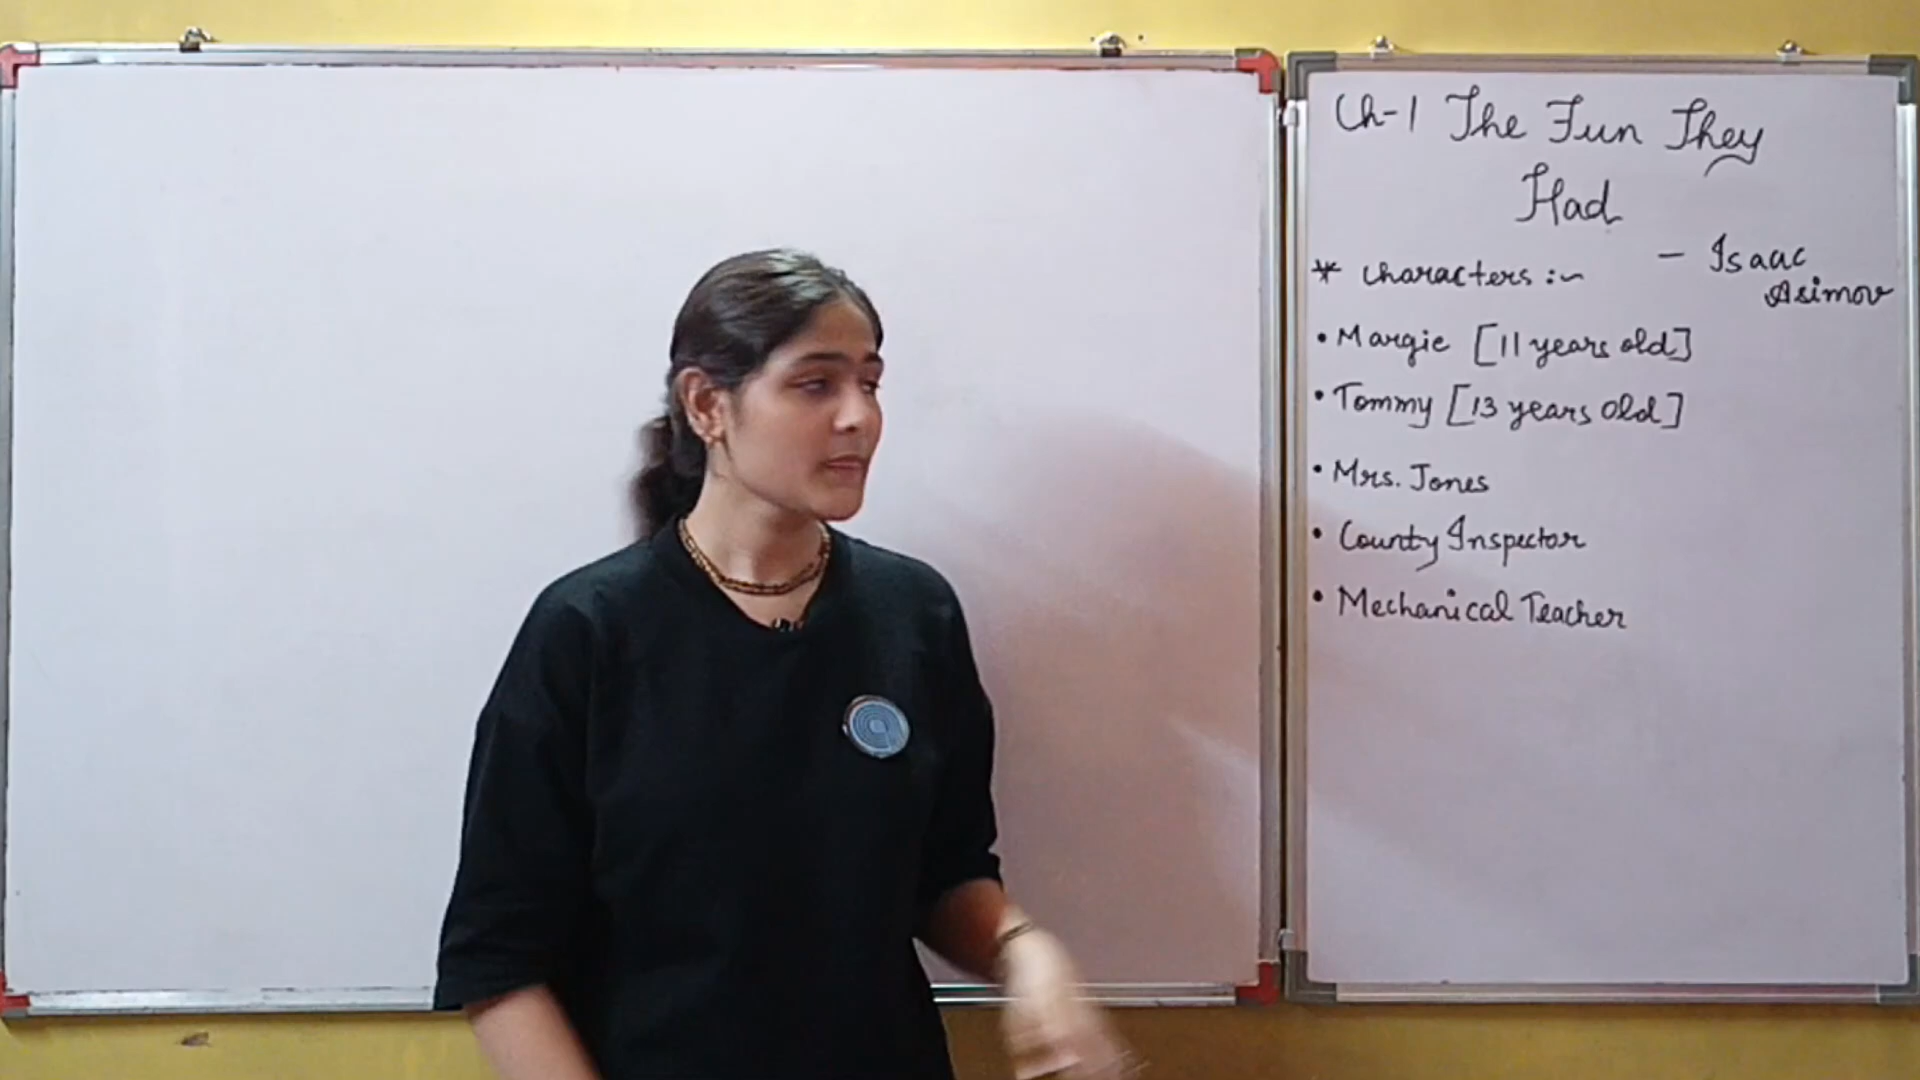 Ch-1 The Fun They
Had
- Isaac
Asimov
* Characters :~
• Margie [11 years old]
• Tommy [13 years old]
• Mrs. Jones
• County Inspector
• Mechanical Teacher